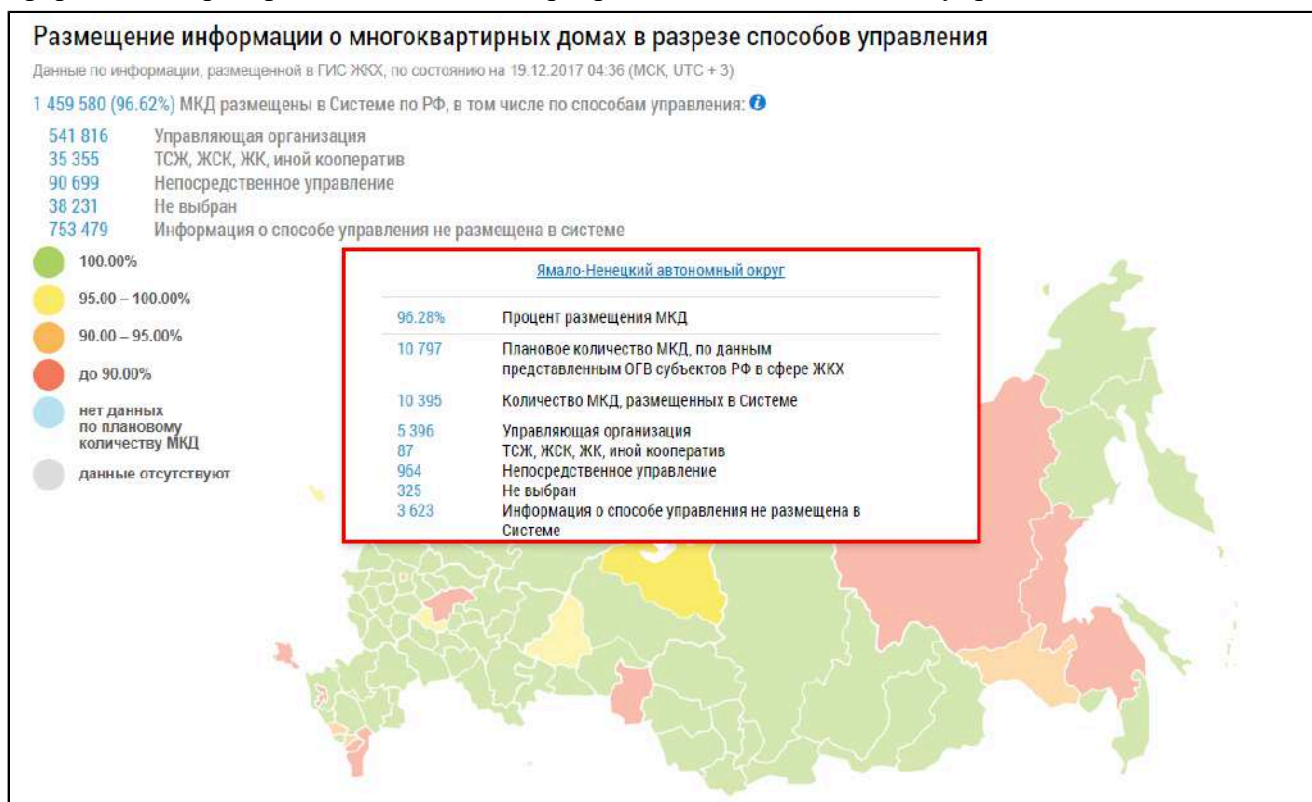 Размещение информации о многоквартирных домах в разрезе способов управления
Данные по информации, размещенной в ГИС ЖКХ, по состоянию на 19.12.2017 04:36 (МСК, UTC + 3)
1 459 580 (96.62%) МКД размещены в Системе по РФ, в том числе по способам управления:
541 816 Управляющая организация
35 355 ТСЖ, ЖСК, ЖК, иной кооператив
90 699 Непосредственное управление
38 231 Не выбран
753 479 Информация о способе управления не размещена в системе
100.00%
95.00 – 100.00%
90.00 – 95.00%
до 90.00%
нет данных
по плановому
количеству МКД
данные отсутствуют
Ямало-Ненецкий автономный округ
96.28% Процент размещения МКД
10 797 Плановое количество МКД, по данным
представленным ОГВ субъектов РФ в сфере ЖКХ
10 395 Количество МКД, размещенных в Системе
5 396 Управляющая организация
87 ТСЖ, ЖСК, ЖК, иной кооператив
964 Непосредственное управление
325 Не выбран
3 623 Информация о способе управления не размещена в
Системе